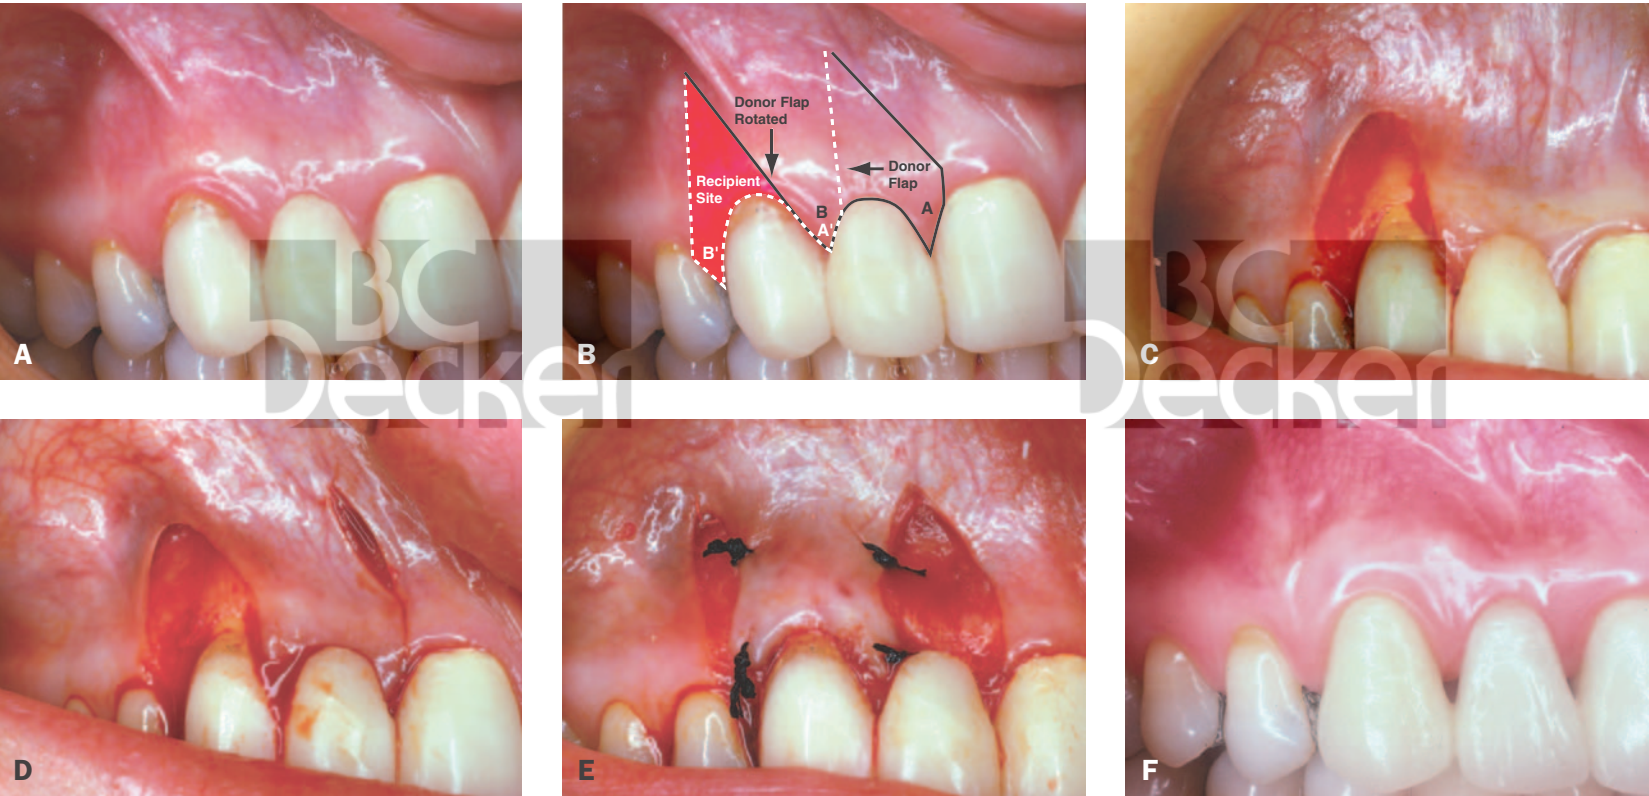 A
Donor Flap
Rotated
Donor
Flap
Recipient
Site
B
A
A'
B'
B
C
BC
Decker
BC
Decker
D
E
F